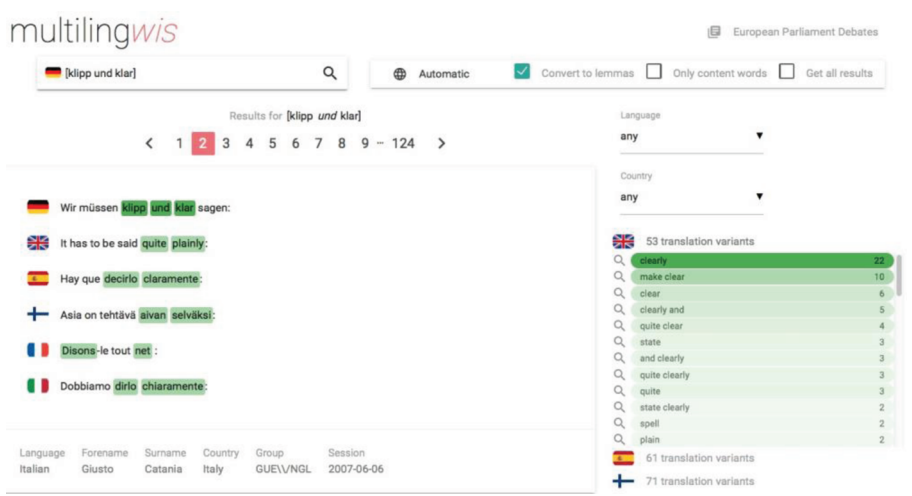 multilingwis
European Parliament Debates
[klipp und klar]
Automatic
Convert to lemmas
Only content words
Get all results
Results for [klipp und klar]
< 1 2 3 4 5 6 7 8 9 ... 124 >
Wir müssen klipp und klar sagen:
It has to be said quite plainly:
Hay que decirlo claramente:
Asia on tehtävä aivan selväksi:
Disons-le tout net :
Dobbiamo dirlo chiaramente:
Language Forename Surname Country Group Session
Italian Giusto Catania Italy GUE\\/NGL 2007-06-06
Language
any
Country
any
53 translation variants
clearly 22
make clear 10
clear 6
clearly and 5
quite clear 4
state 3
and clearly 3
quite clearly 3
quite 3
state clearly 2
spell 2
plain 2
61 translation variants
71 translation variants